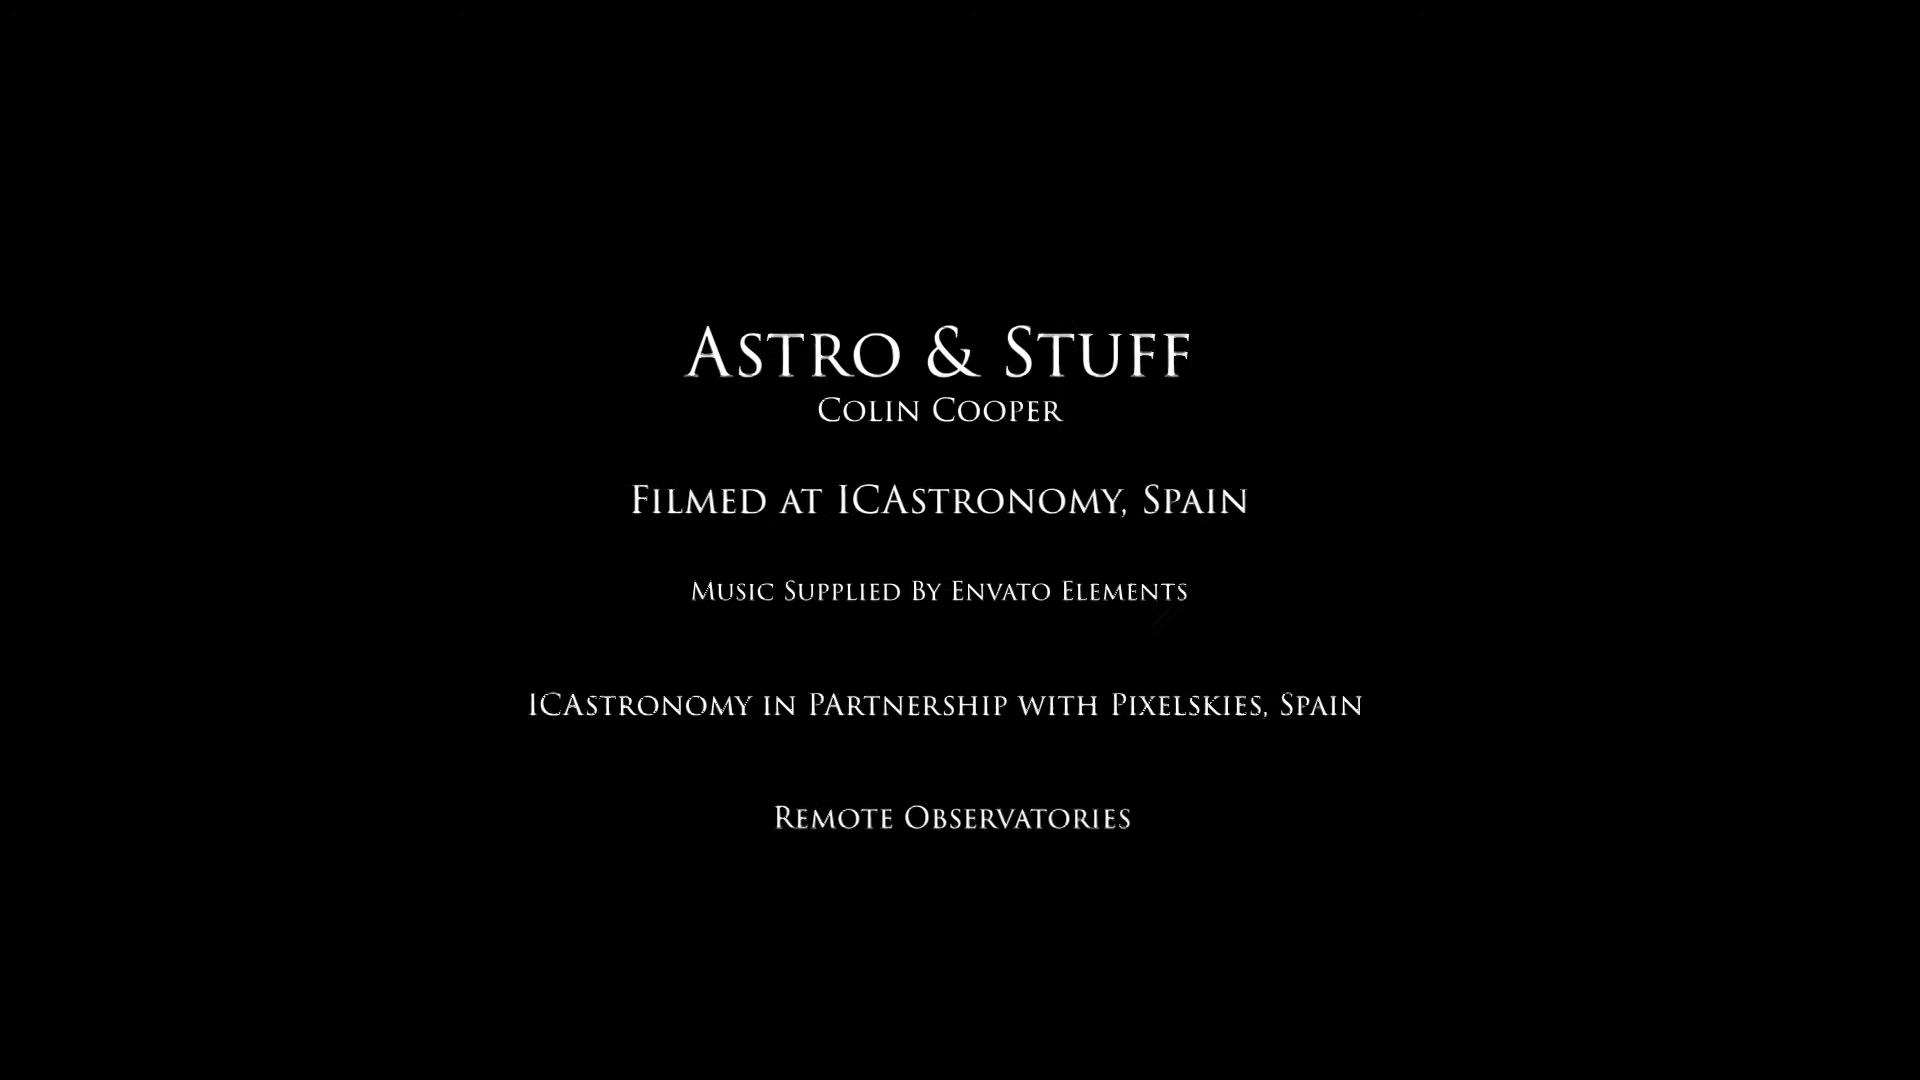 Astro & Stuff
Colin Cooper
Filmed at ICAstronomy, Spain
Music Supplied By Envato Elements
ICAstronomy in PArtnership with Pixelskies, Spain
Remote Observatories